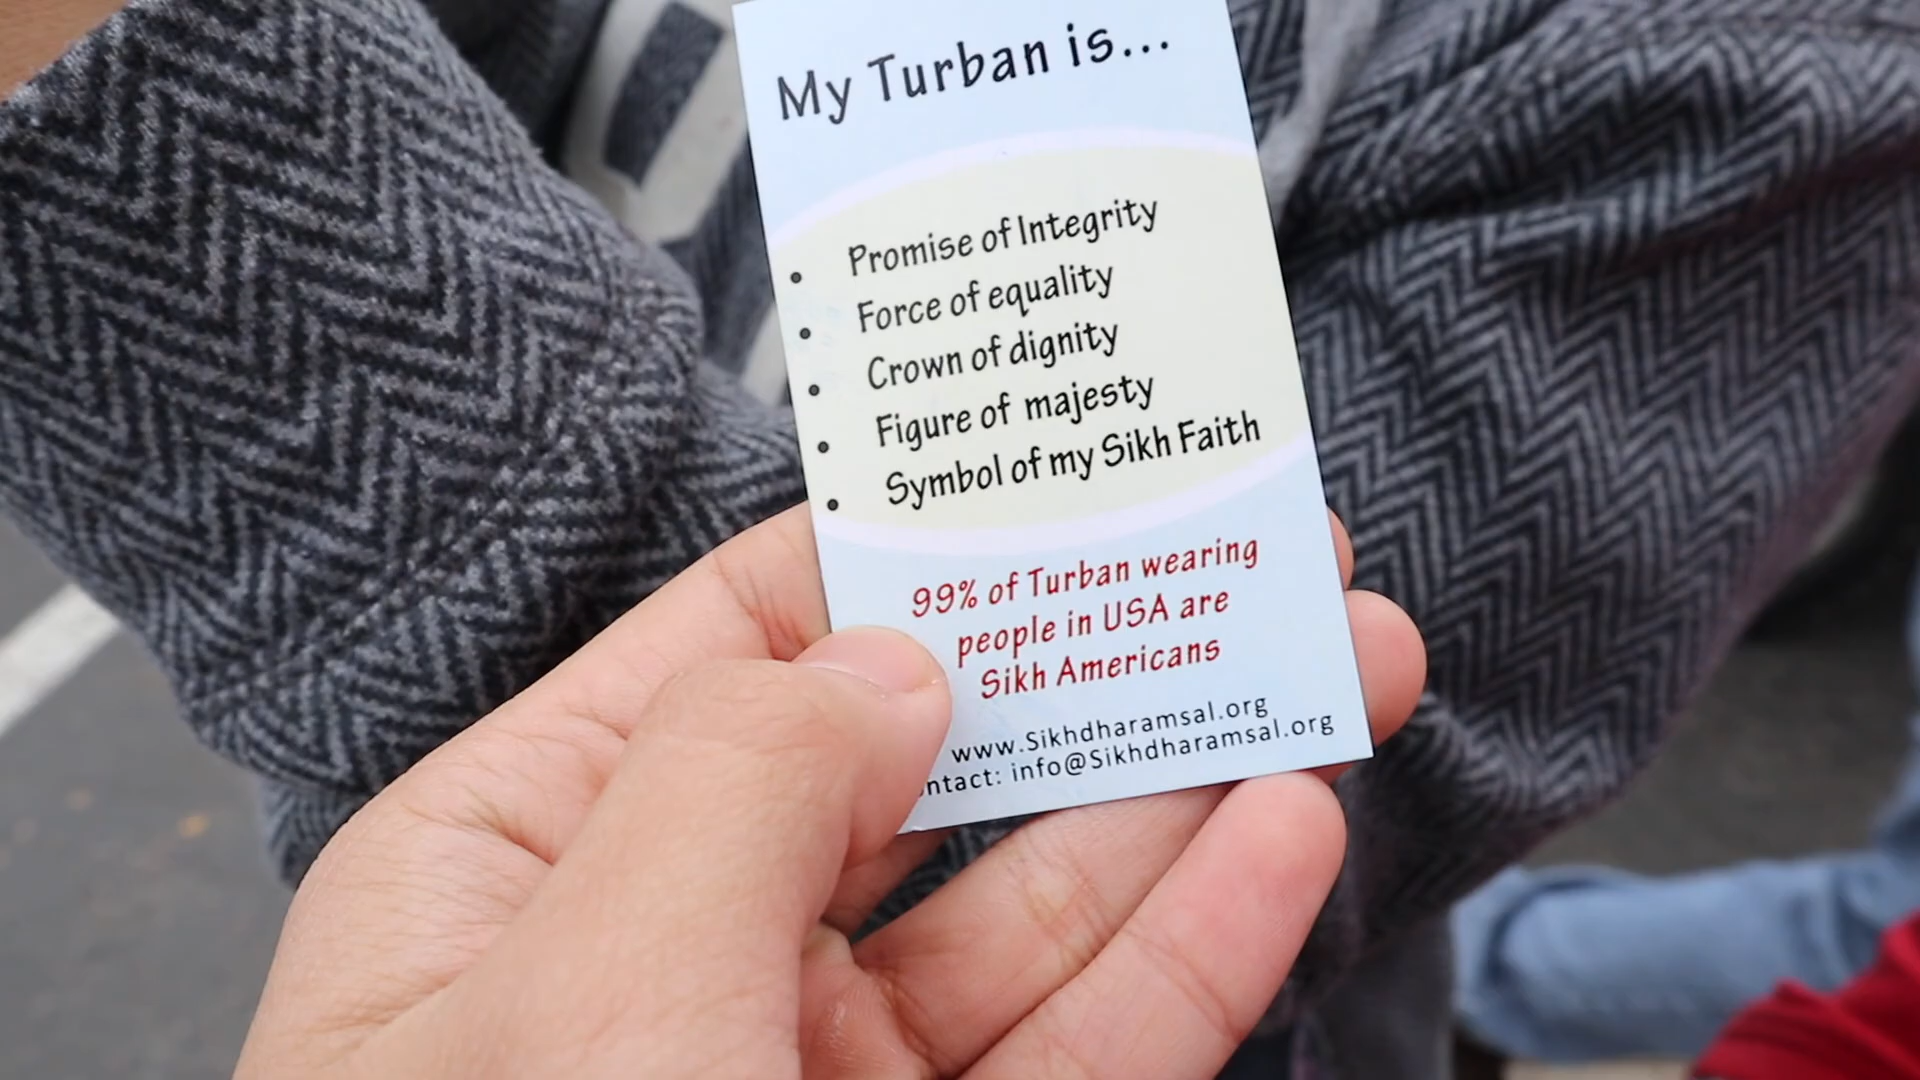 My Turban is...
• Promise of Integrity
• Force of equality
• Crown of dignity
• Figure of majesty
• Symbol of my Sikh Faith
99% of Turban wearing
people in USA are
Sikh Americans
www.Sikhdharamsal.org
ntact: info@Sikhdharamsal.org